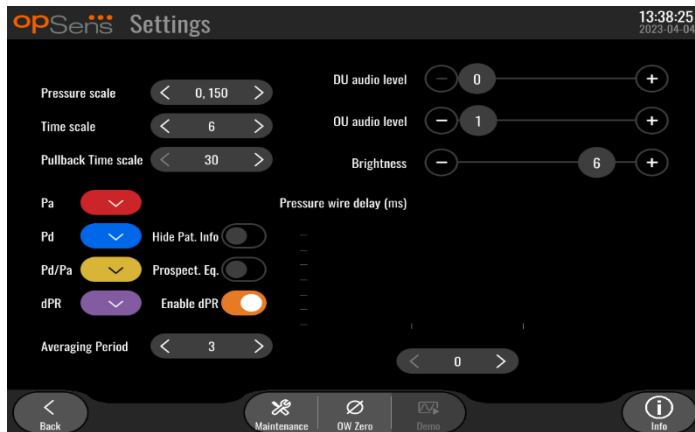 opSens Settings
13:38:25
2023-04-04
Pressure scale < 0, 150 >
Time scale < 6 >
Pullback Time scale < 30 >
DU audio level − 0 +
OU audio level − 1 +
Brightness − 6 +
Pa
Pd
Pd/Pa
dPR
Hide Pat. Info
Prospect. Eq.
Enable dPR
Averaging Period < 3 >
Pressure wire delay (ms)
< 0 >
Back
Maintenance
OW Zero
Demo
Info